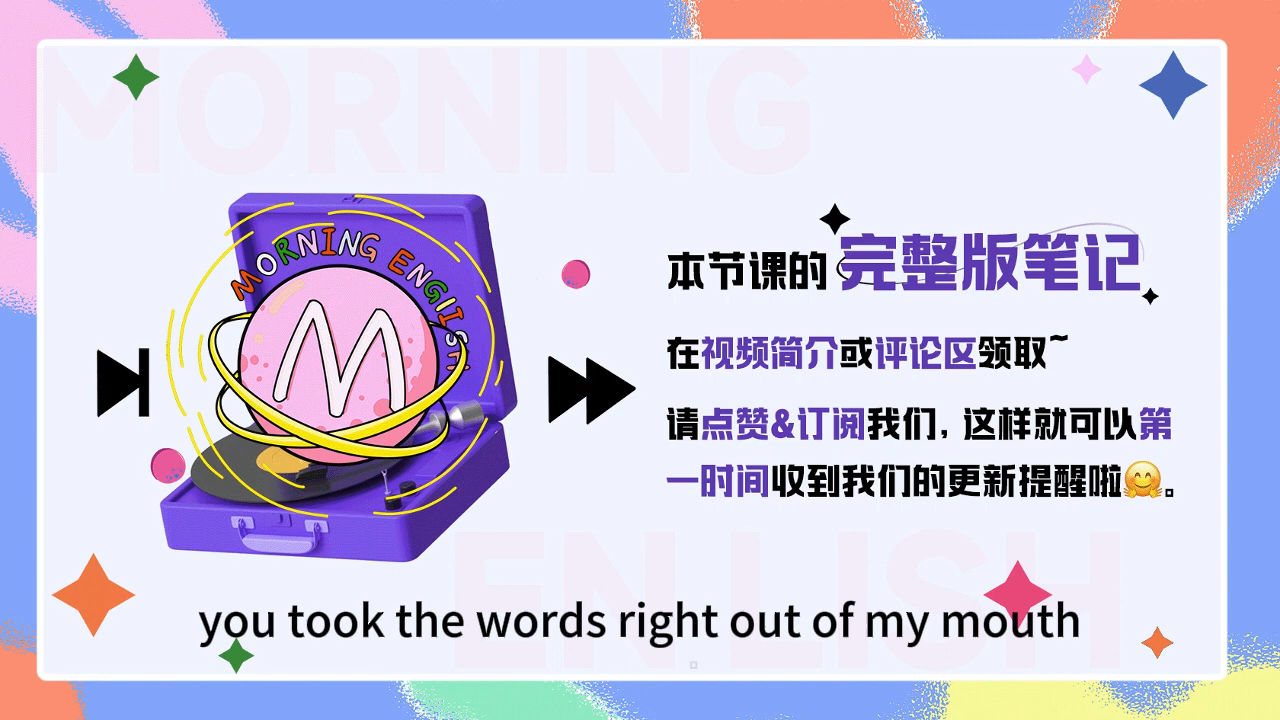 MORNING
MORNING ENGLISH
M
本节课的 完整版笔记
在视频简介或评论区领取~
请点赞&订阅我们, 这样就可以第
一时间收到我们的更新提醒啦🤗。
EN LISH
you took the words right out of my mouth